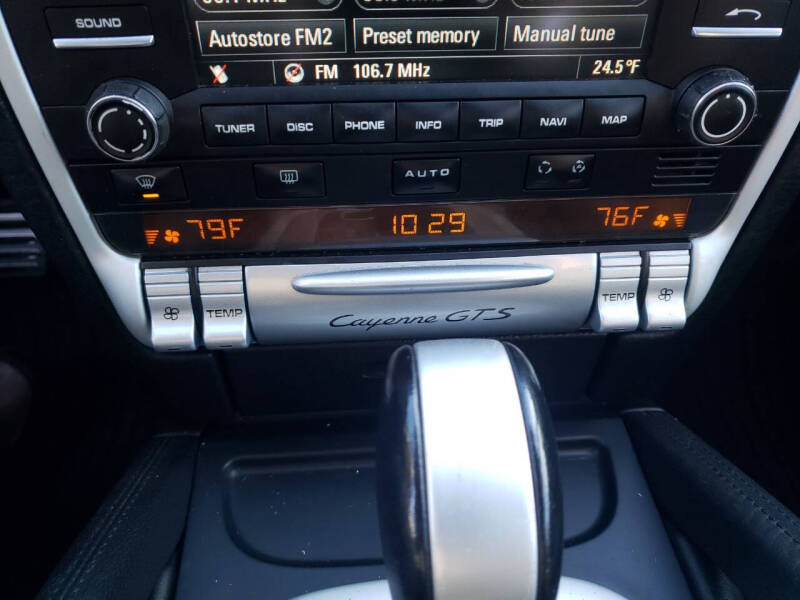 SOUND
Autostore FM2 Preset memory Manual tune
FM 106.7 MHz 24.5°F
TUNER DISC PHONE INFO TRIP NAVI MAP
AUTO
79F 10 29 76F
TEMP Cayenne GTS TEMP